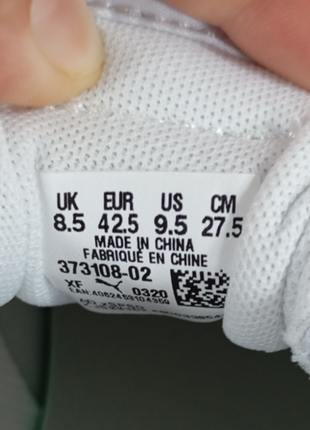 UK EUR US CM
8.5 42.5 9.5 27.5
MADE IN CHINA
FABRIQUÉ EN CHINE
373108-02
XF 0320